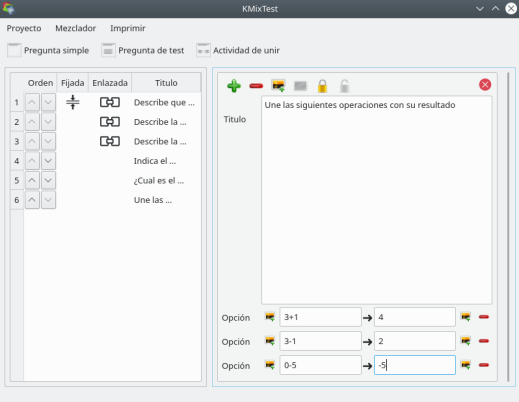 KMixTest
Proyecto Mezclador Imprimir
Pregunta simple Pregunta de test Actividad de unir
Orden Fijada Enlazada Titulo
1 Describe que ...
2 Describe la ...
3 Describe la ...
4 Indica el ...
5 ¿Cual es el ...
6 Une las ...
Titulo Une las siguientes operaciones con su resultado
Opción 3+1 4
Opción 3-1 2
Opción 0-5 -5